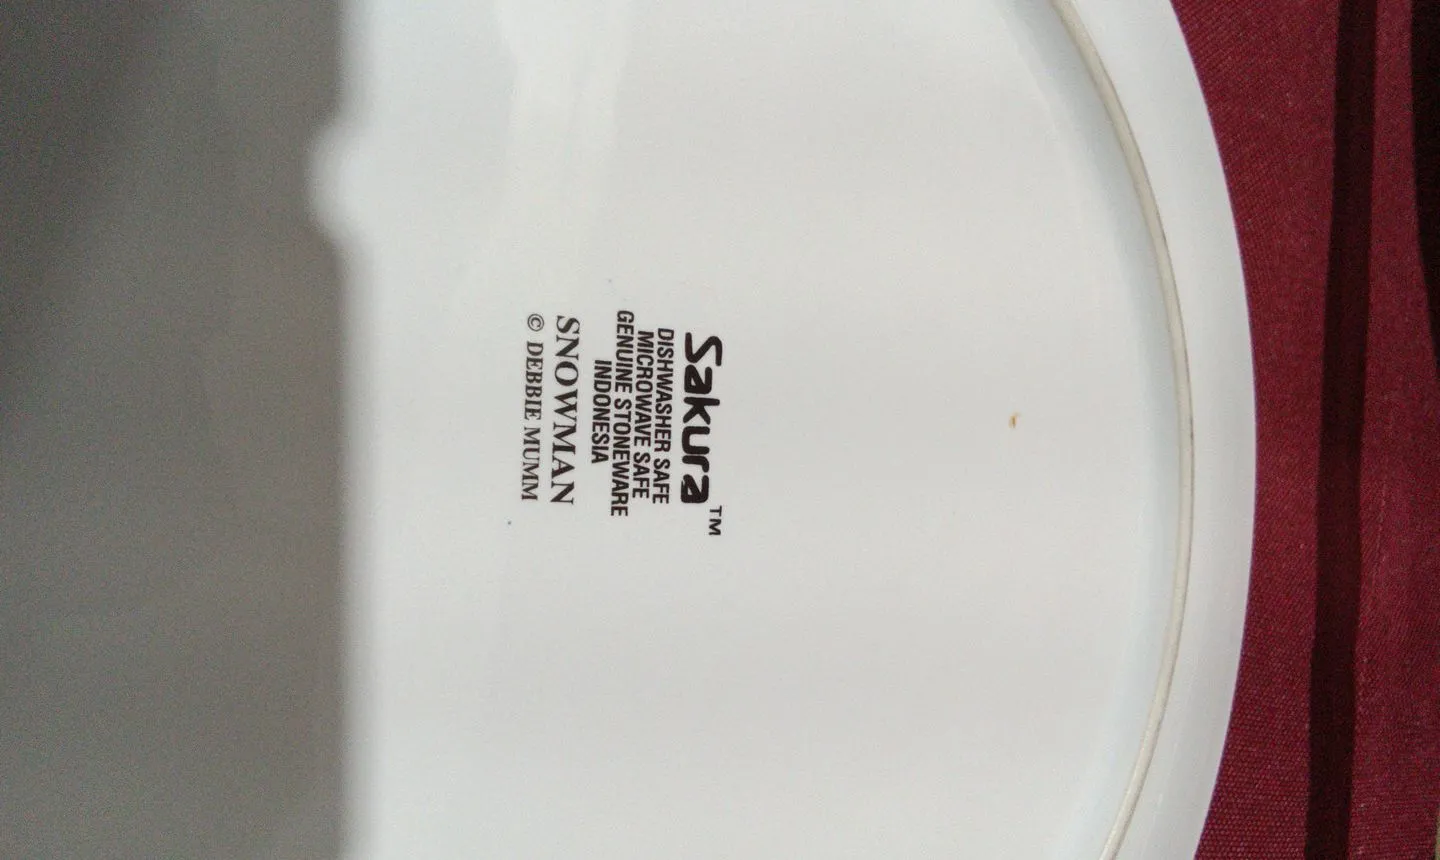 Sakura™
DISHWASHER SAFE
MICROWAVE SAFE
GENUINE STONEWARE
INDONESIA
SNOWMAN
© DEBBIE MUMM